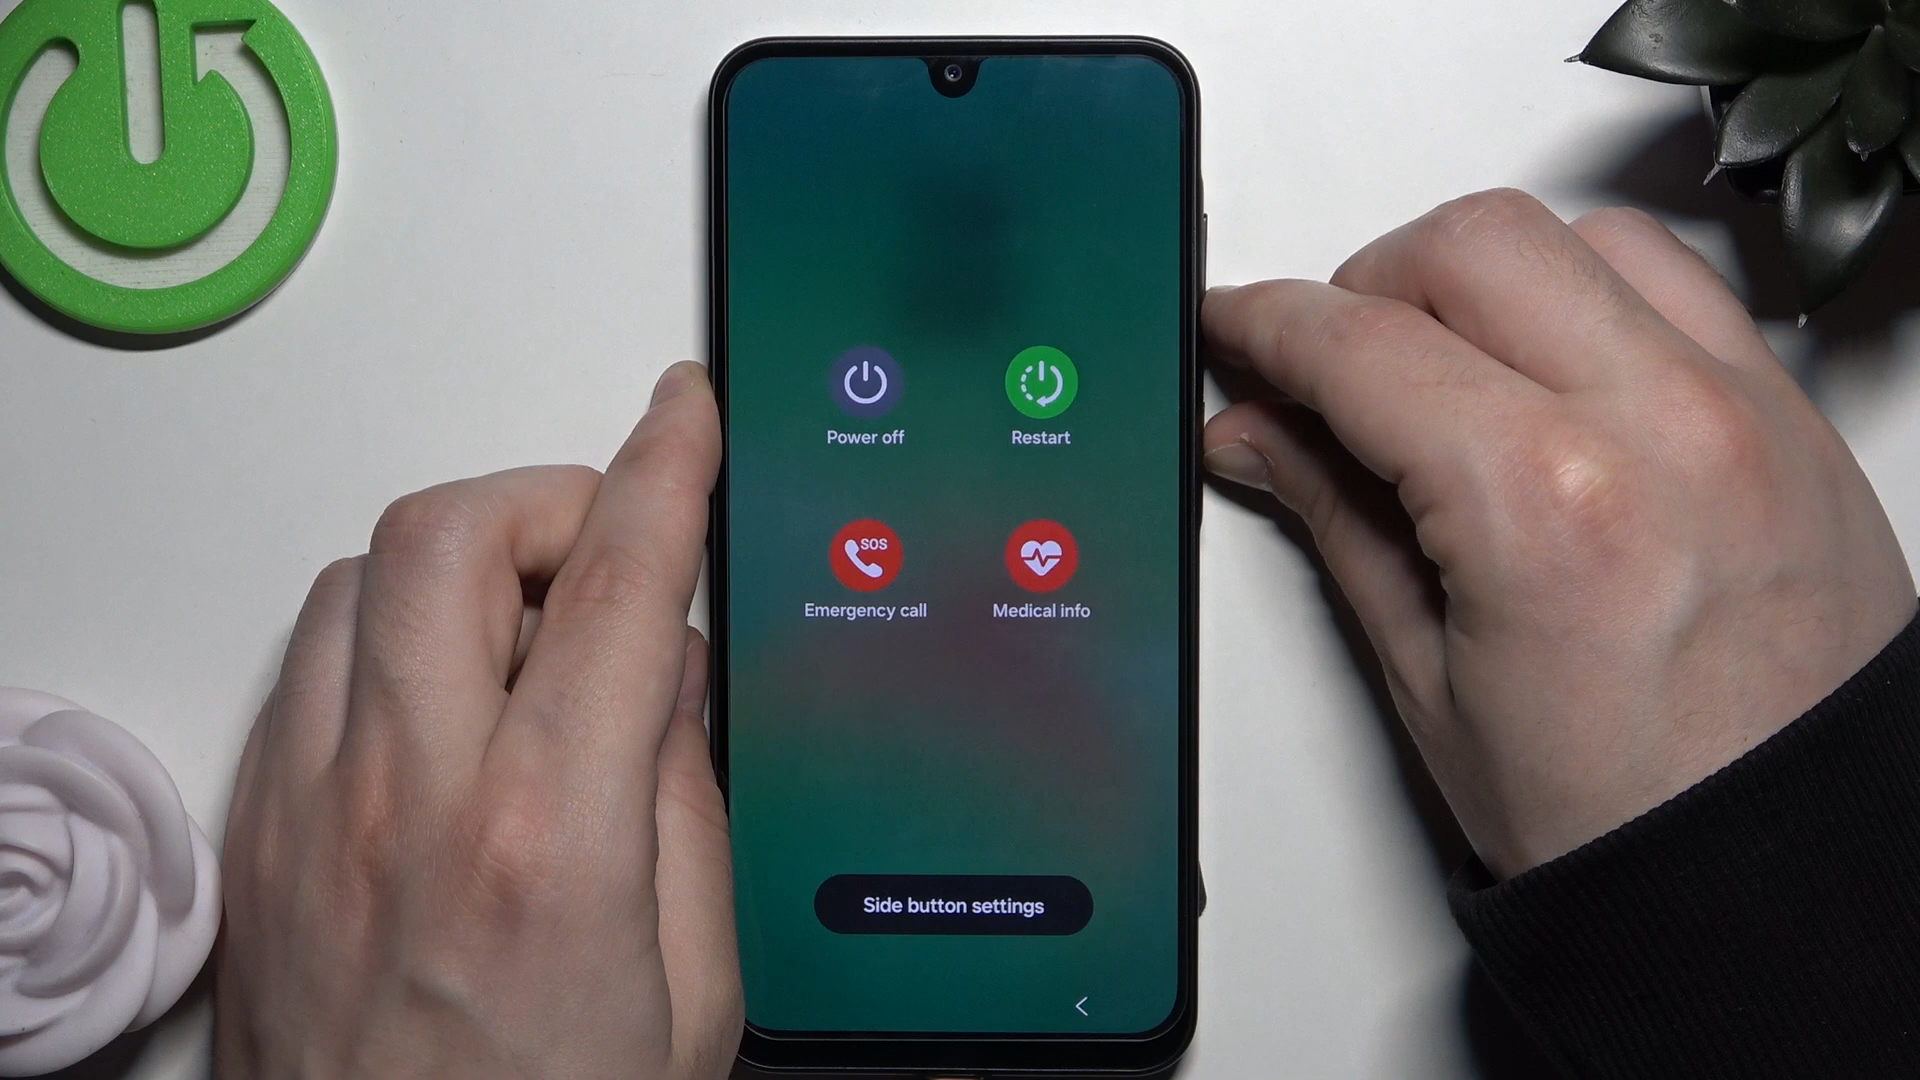 Power off
Restart
SOS
Emergency call
Medical info
Side button settings